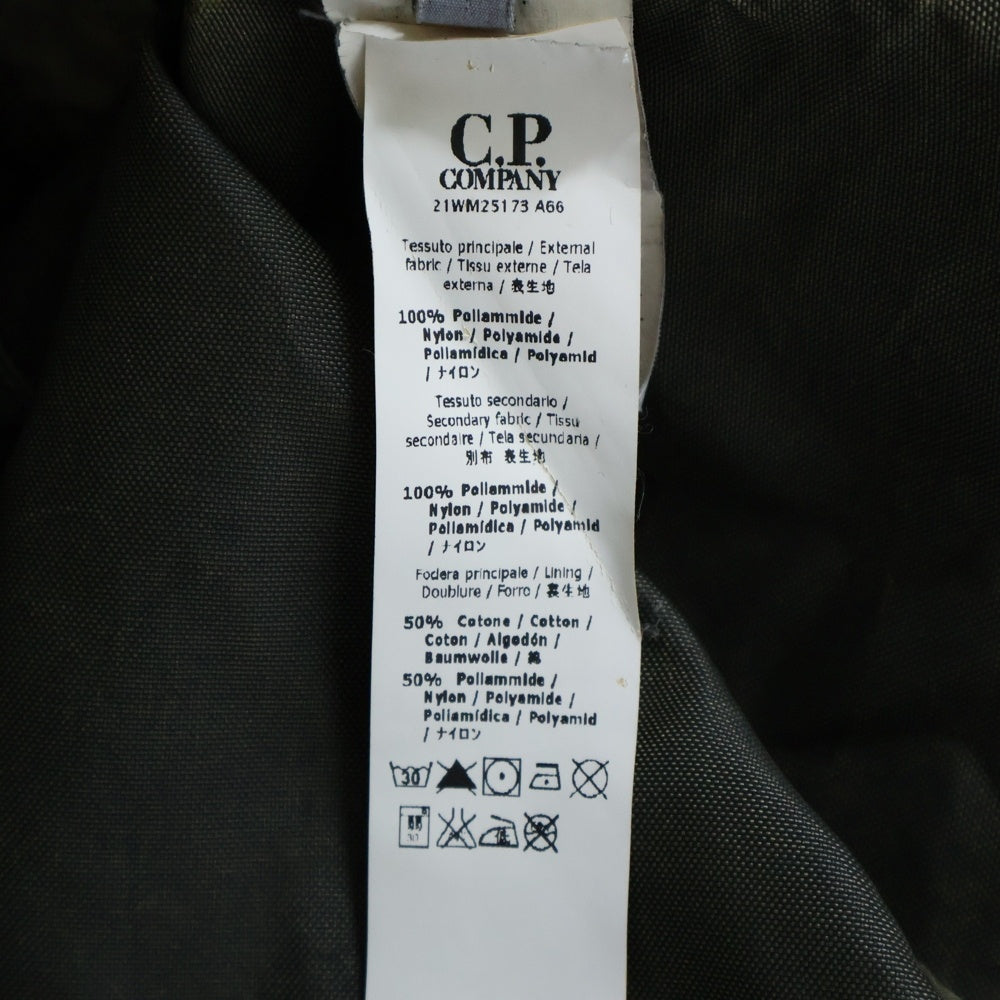 C.P.
COMPANY
21WM25173 A66
Tessuto principale / External
fabric / Tissu externe / Tela
externa / 表生地
100% Poliammide /
Nylon / Polyamide /
Poliamídica / Polyamid
/ ナイロン
Tessuto secondario /
Secondary fabric / Tissu
secondaire / Tela secundaria /
別布 表生地
100% Poliammide /
Nylon / Polyamide /
Poliamídica / Polyamid
/ ナイロン
Fodera principale / Lining /
Doublure / Forro / 裏生地
50% Cotone / Cotton /
Coton / Algodón /
Baumwolle / 綿
50% Poliammide /
Nylon / Polyamide /
Poliamídica / Polyamid
/ ナイロン
30
30 低